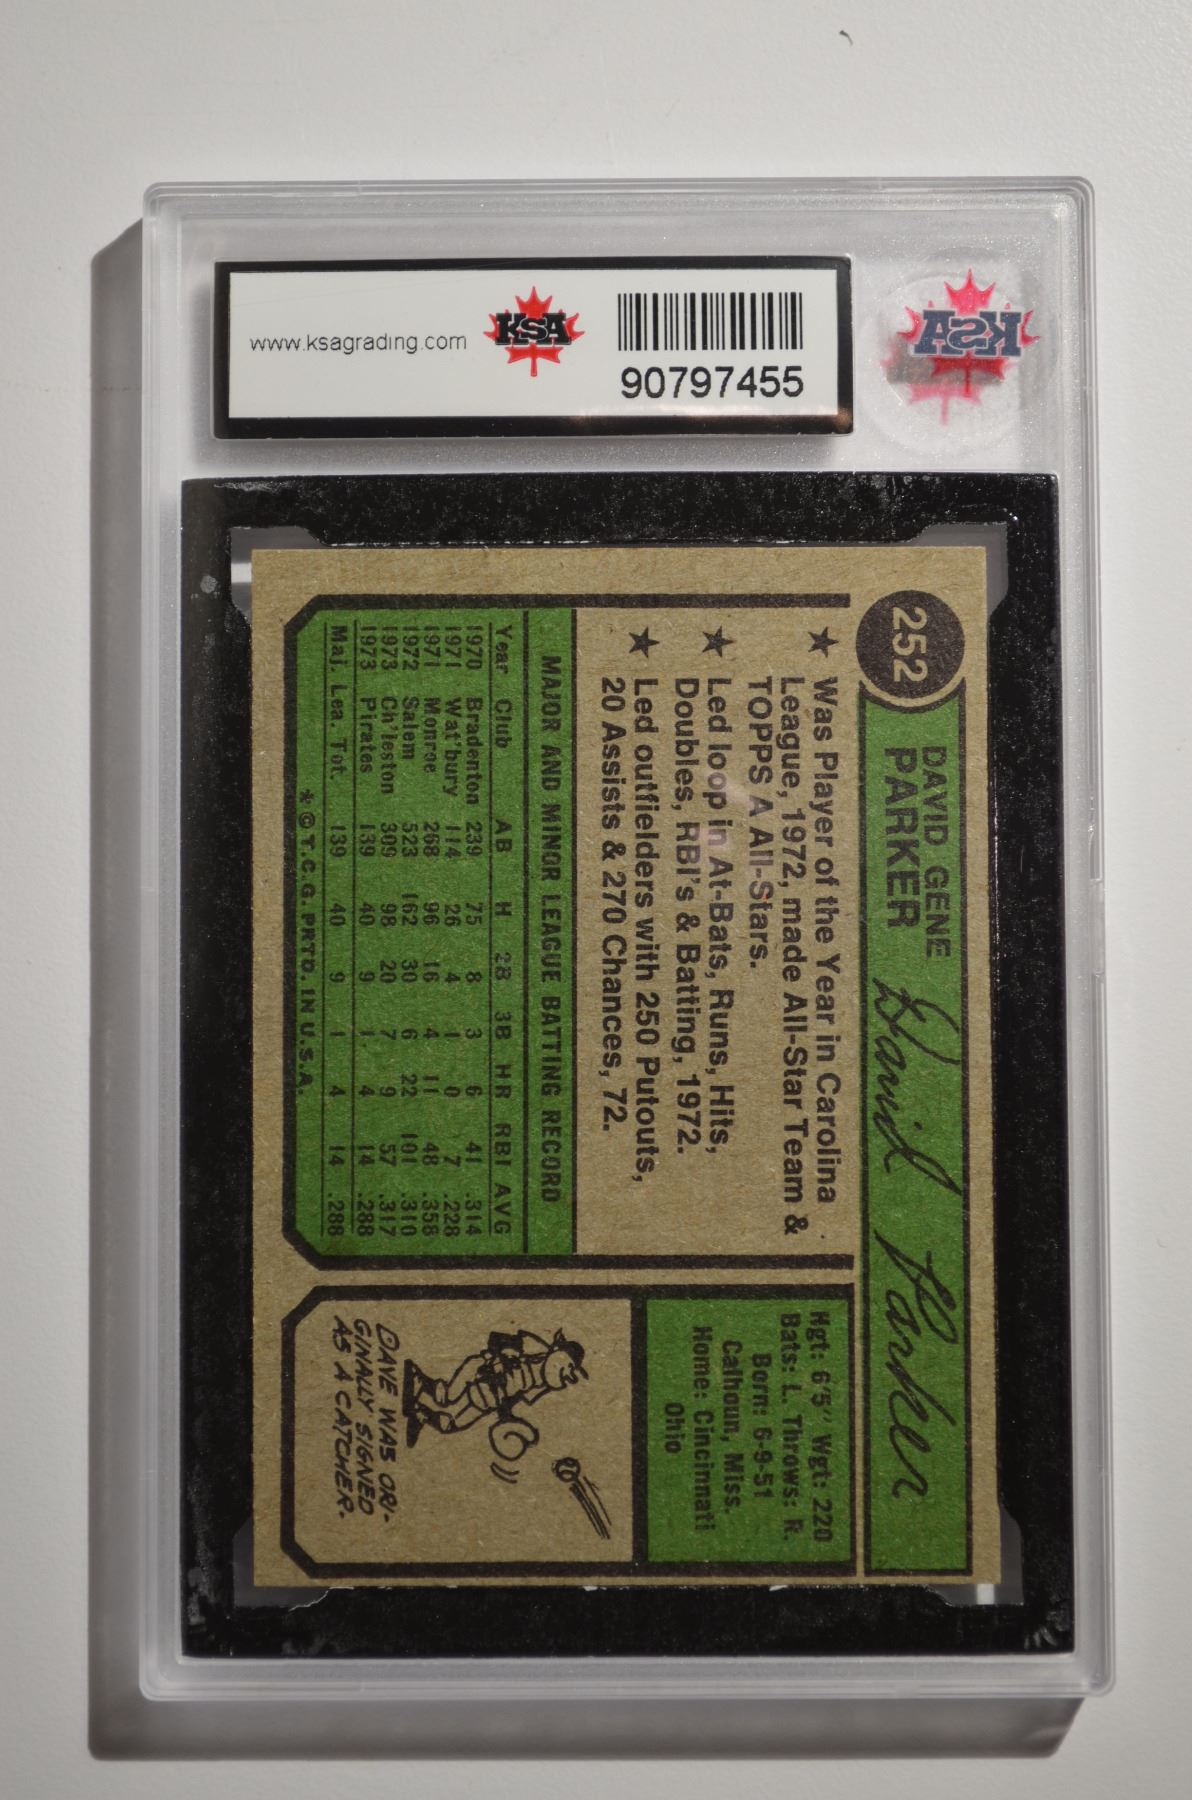 www.ksagrading.com
KSA
90797455
KSA
252
DAVID GENE
PARKER
David Parker
★ Was Player of the Year in Carolina
League, 1972, made All-Star Team &
TOPPS A All-Stars.
★ Led loop in At-Bats, Runs, Hits,
Doubles, RBI's & Batting, 1972.
★ Led outfielders with 250 Putouts,
20 Assists & 270 Chances, 72.
MAJOR AND MINOR LEAGUE BATTING RECORD
Year Club AB H 2B 3B HR RBI AVG
1970 Bradenton 239 75 8 3 6 41 .314
1971 Wat'bury 114 26 4 1 0 7 .228
1971 Monroe 268 96 16 4 11 48 .358
1972 Salem 523 162 30 6 22 101 .310
1973 Ch'leston 309 98 20 7 9 57 .317
1973 Pirates 139 40 9 1 4 14 .288
Maj. Lea. Tot. 139 40 9 1 4 14 .288
* © T.C.G. PRTD. IN U.S.A.
Hgt: 6'5" Wgt: 220
Bats: L. Throws: R.
Born: 6-9-51
Calhoun, Miss.
Home: Cincinnati
Ohio
DAVE WAS ORI-
GINALLY SIGNED
AS A CATCHER.